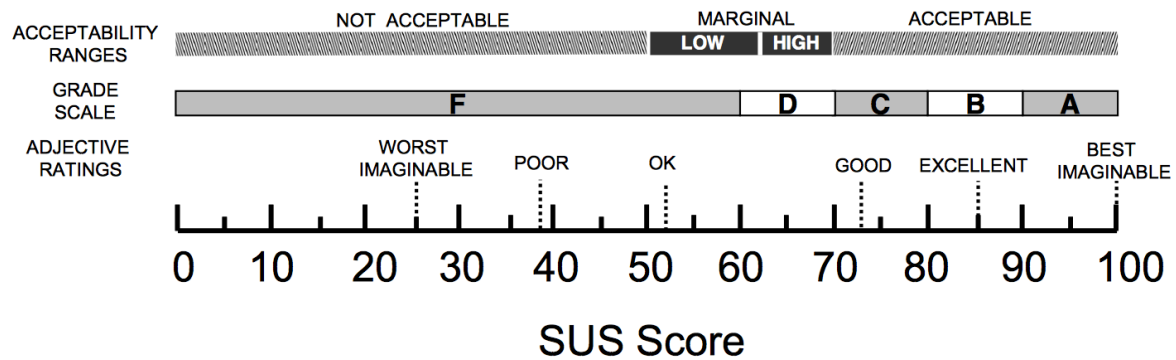 NOT ACCEPTABLE MARGINAL ACCEPTABLE
ACCEPTABILITY
RANGES
LOW HIGH
GRADE
SCALE
F D C B A
ADJECTIVE
RATINGS
WORST
IMAGINABLE
POOR
OK
GOOD
EXCELLENT
BEST
IMAGINABLE
0 10 20 30 40 50 60 70 80 90 100
SUS Score